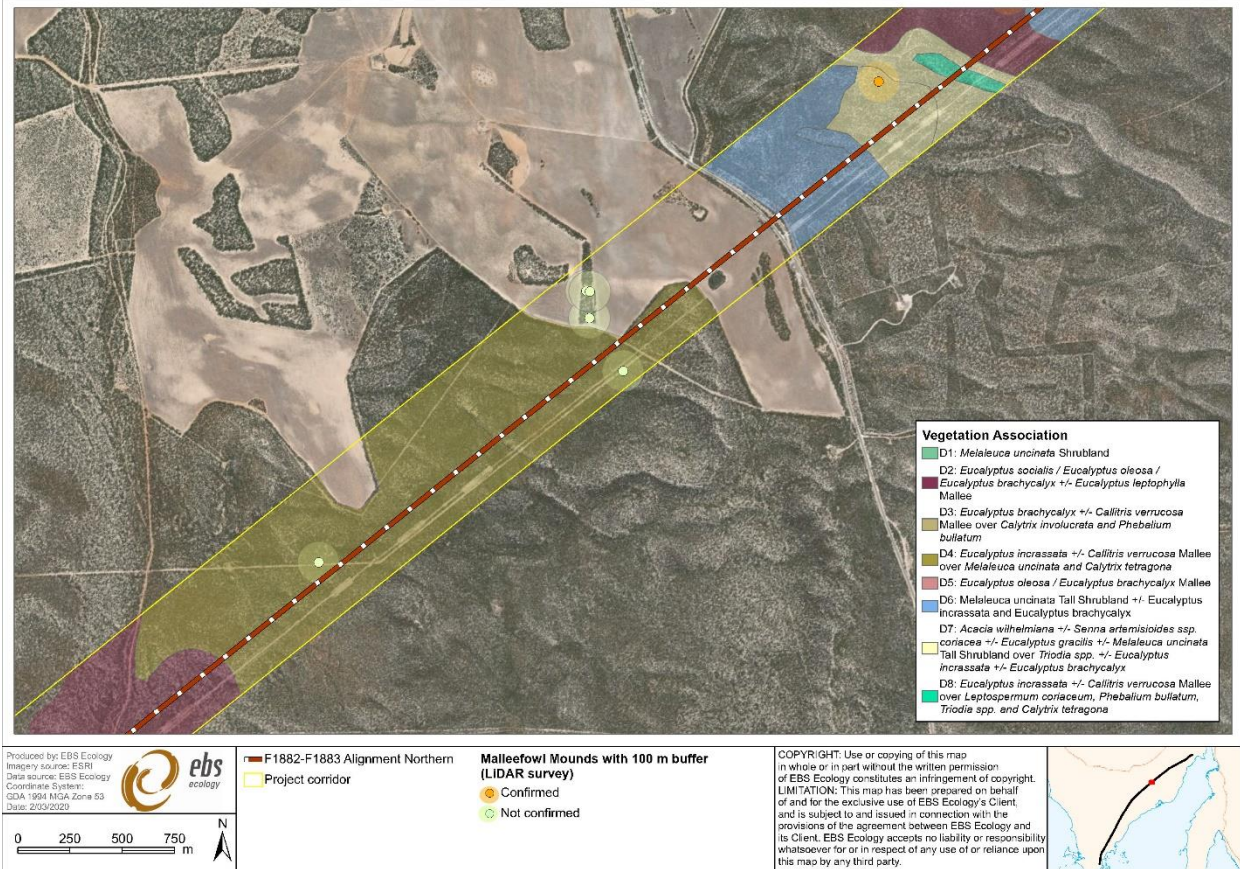 Vegetation Association
D1: Melaleuca uncinata Shrubland
D2: Eucalyptus socialis / Eucalyptus oleosa /
Eucalyptus brachycalyx +/- Eucalyptus leptophylla
Mallee
D3: Eucalyptus brachycalyx +/- Callitris verrucosa
Mallee over Calytrix involucrata and Phebalium
bullatum
D4: Eucalyptus incrassata +/- Callitris verrucosa Mallee
over Melaleuca uncinata and Calytrix tetragona
D5: Eucalyptus oleosa / Eucalyptus brachycalyx Mallee
D6: Melaleuca uncinata Tall Shrubland +/- Eucalyptus
incrassata and Eucalyptus brachycalyx
D7: Acacia wilhelmiana +/- Senna artemisioides ssp.
coriacea +/- Eucalyptus gracilis +/- Melaleuca uncinata
Tall Shrubland over Triodia spp. +/- Eucalyptus
incrassata +/- Eucalyptus brachycalyx
D8: Eucalyptus incrassata +/- Callitris verrucosa Mallee
over Leptospermum coriaceum, Phebalium bullatum,
Triodia spp. and Calytrix tetragona
Produced by: EBS Ecology
Imagery source: ESRI
Data source: EBS Ecology
Coordinate System:
GDA 1994 MGA Zone 53
Date: 2/03/2020
ebs
ecology
0 250 500 750
m
N
F1882-F1883 Alignment Northern
Project corridor
Malleefowl Mounds with 100 m buffer
(LiDAR survey)
Confirmed
Not confirmed
COPYRIGHT: Use or copying of this map
in whole or in part without the written permission
of EBS Ecology constitutes an infringement of copyright.
LIMITATION: This map has been prepared on behalf
of and for the exclusive use of EBS Ecology's Client,
and is subject to and issued in connection with the
provisions of the agreement between EBS Ecology and
its Client. EBS Ecology accepts no liability or responsibility
whatsoever for or in respect of any use of or reliance upon
this map by any third party.